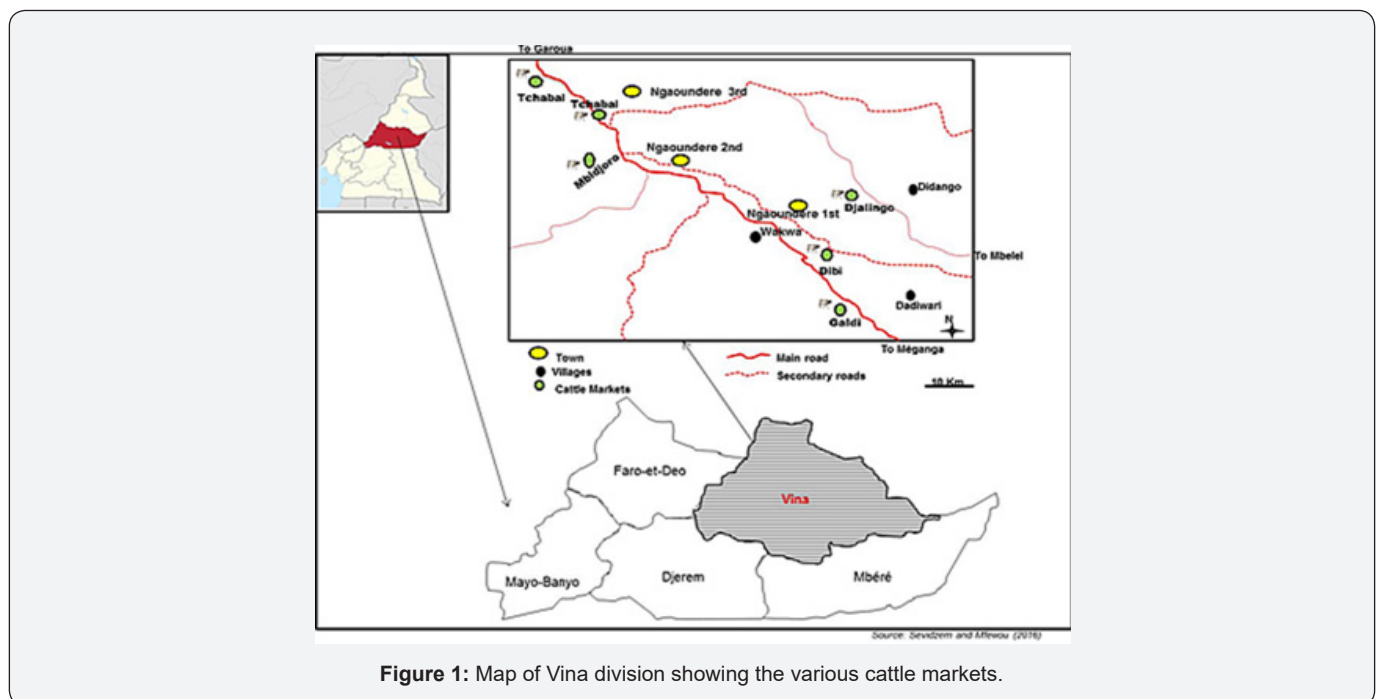 To Garoua
Tchabal
Tchabal
Ngaoundere 3rd
Mbidjoro
Ngaoundere 2nd
Didango
Djalingo
Ngaoundere 1st
Wakwa
To Mbelel
Dibi
Dadiwari
Galdi
N
To Méganga
Town
Villages
Cattle Markets
Main road
Secondary roads
10 Km
Faro-et-Deo
Vina
Mayo-Banyo
Djerem
Mbéré
Source: Sevidzem and Mfewou (2016)
Figure 1: Map of Vina division showing the various cattle markets.